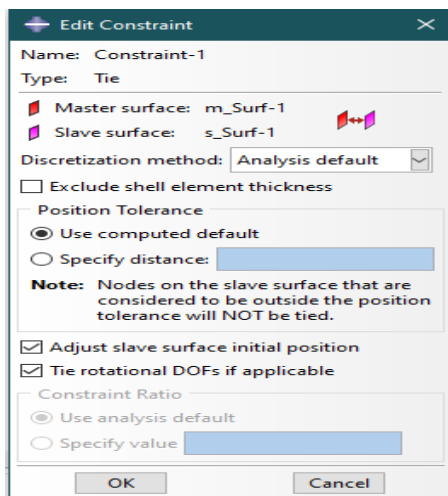 Edit Constraint
Name: Constraint-1
Type: Tie
Master surface: m_Surf-1
Slave surface: s_Surf-1
Discretization method: Analysis default
Exclude shell element thickness
Position Tolerance
Use computed default
Specify distance:
Note: Nodes on the slave surface that are
considered to be outside the position
tolerance will NOT be tied.
Adjust slave surface initial position
Tie rotational DOFs if applicable
Constraint Ratio
Use analysis default
Specify value
OK Cancel